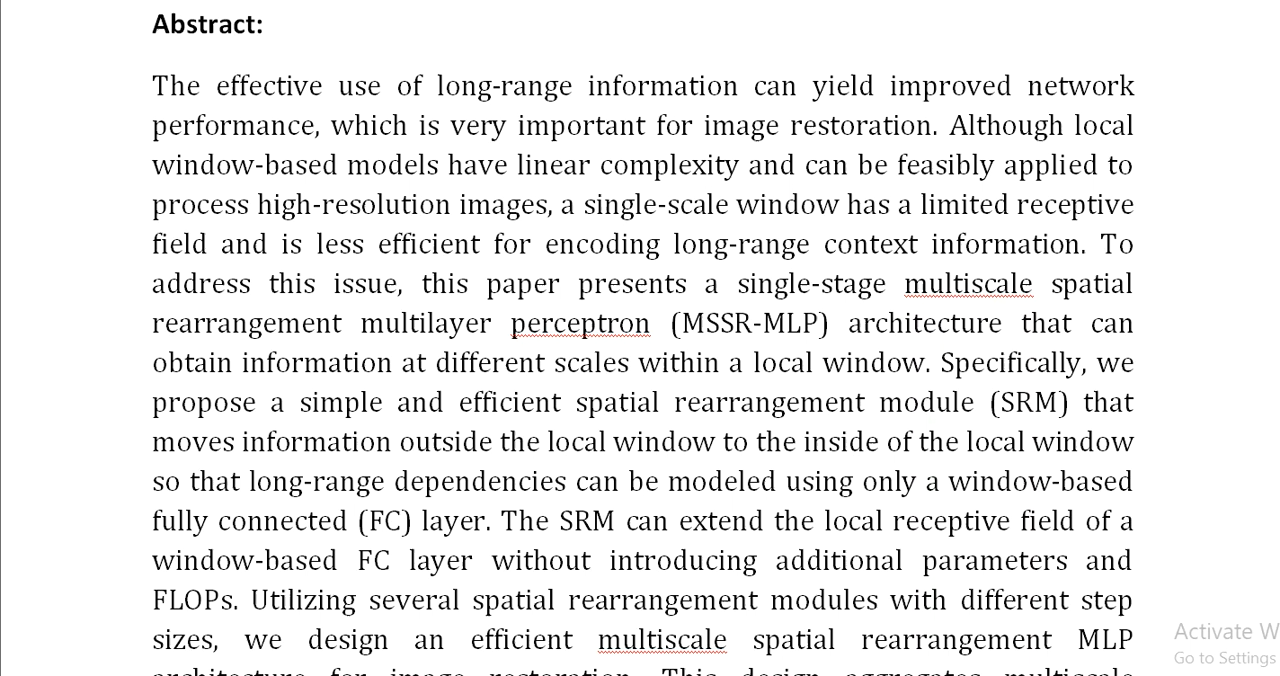 Abstract:
The effective use of long-range information can yield improved network
performance, which is very important for image restoration. Although local
window-based models have linear complexity and can be feasibly applied to
process high-resolution images, a single-scale window has a limited receptive
field and is less efficient for encoding long-range context information. To
address this issue, this paper presents a single-stage multiscale spatial
rearrangement multilayer perceptron (MSSR-MLP) architecture that can
obtain information at different scales within a local window. Specifically, we
propose a simple and efficient spatial rearrangement module (SRM) that
moves information outside the local window to the inside of the local window
so that long-range dependencies can be modeled using only a window-based
fully connected (FC) layer. The SRM can extend the local receptive field of a
window-based FC layer without introducing additional parameters and
FLOPs. Utilizing several spatial rearrangement modules with different step
sizes, we design an efficient multiscale spatial rearrangement MLP
architecture for image restoration. This design aggregates multiscale
Activate W
Go to Settings